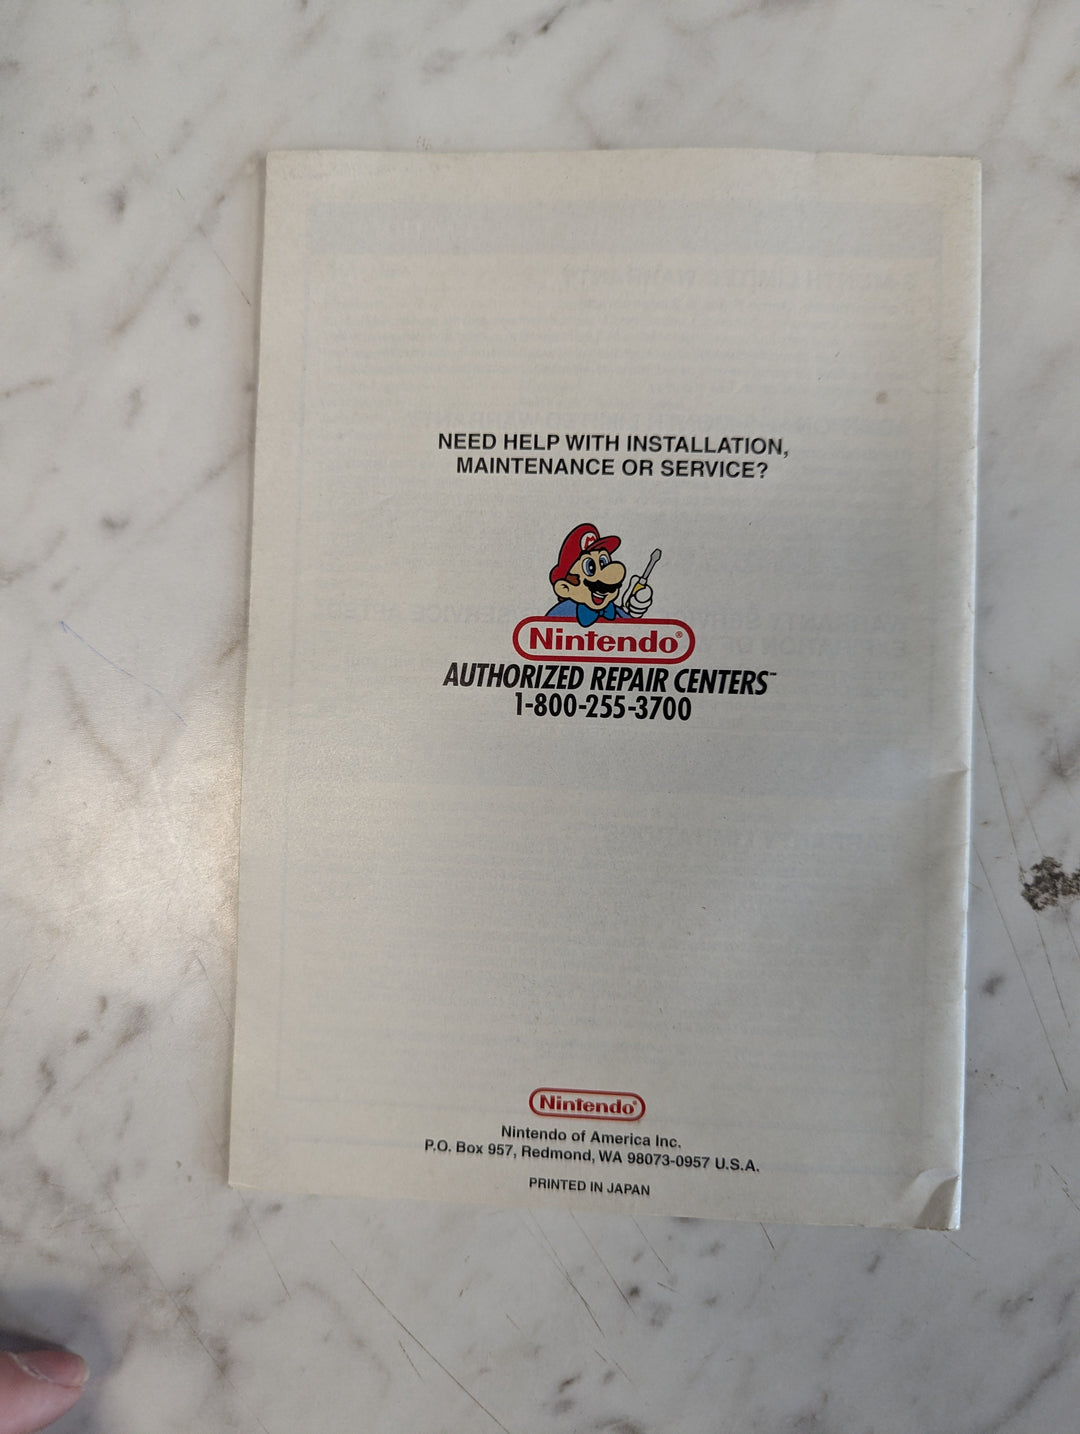 NEED HELP WITH INSTALLATION,
MAINTENANCE OR SERVICE?
M
Nintendo®
AUTHORIZED REPAIR CENTERS™
1-800-255-3700
Nintendo®
Nintendo of America Inc.
P.O. Box 957, Redmond, WA 98073-0957 U.S.A.
PRINTED IN JAPAN